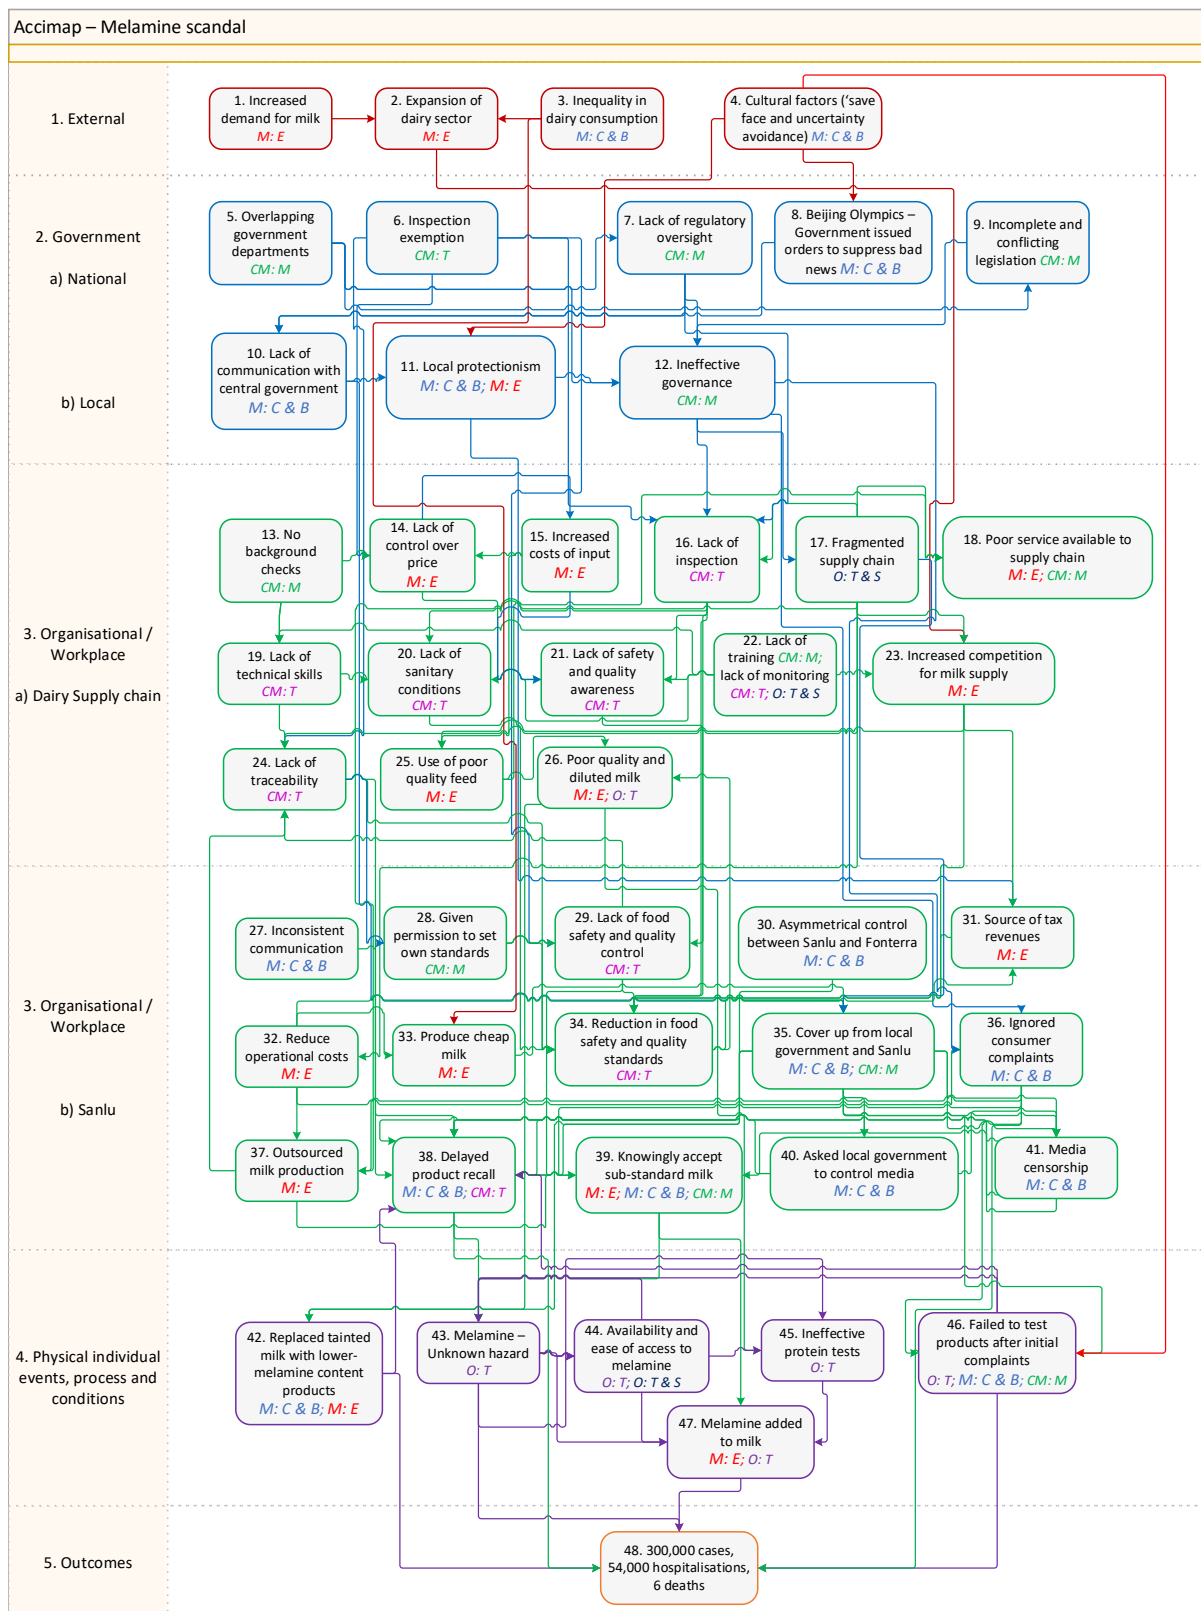 Accimap – Melamine scandal
1. External
1. Increased
demand for milk
M: E
2. Expansion of
dairy sector
M: E
3. Inequality in
dairy consumption
M: C & B
4. Cultural factors (‘save
face and uncertainty
avoidance) M: C & B
2. Government
a) National
5. Overlapping
government
departments
CM: M
6. Inspection
exemption
CM: T
7. Lack of regulatory
oversight
CM: M
8. Beijing Olympics –
Government issued
orders to suppress bad
news M: C & B
9. Incomplete and
conflicting
legislation CM: M
b) Local
10. Lack of
communication with
central government
M: C & B
11. Local protectionism
M: C & B; M: E
12. Ineffective
governance
CM: M
3. Organisational /
Workplace
a) Dairy Supply chain
13. No
background
checks
CM: M
14. Lack of
control over
price
M: E
15. Increased
costs of input
M: E
16. Lack of
inspection
CM: T
17. Fragmented
supply chain
O: T & S
18. Poor service available to
supply chain
M: E; CM: M
19. Lack of
technical skills
CM: T
20. Lack of
sanitary
conditions
CM: T
21. Lack of safety
and quality
awareness
CM: T
22. Lack of
training CM: M;
lack of monitoring
CM: T; O: T & S
23. Increased competition
for milk supply
M: E
24. Lack of
traceability
CM: T
25. Use of poor
quality feed
M: E
26. Poor quality and
diluted milk
M: E; O: T
3. Organisational /
Workplace
b) Sanlu
27. Inconsistent
communication
M: C & B
28. Given
permission to set
own standards
CM: M
29. Lack of food
safety and quality
control
CM: T
30. Asymmetrical control
between Sanlu and Fonterra
M: C & B
31. Source of tax
revenues
M: E
32. Reduce
operational costs
M: E
33. Produce cheap
milk
M: E
34. Reduction in food
safety and quality
standards
CM: T
35. Cover up from local
government and Sanlu
M: C & B; CM: M
36. Ignored
consumer
complaints
M: C & B
37. Outsourced
milk production
M: E
38. Delayed
product recall
M: C & B; CM: T
39. Knowingly accept
sub-standard milk
M: E; M: C & B; CM: M
40. Asked local government
to control media
M: C & B
41. Media
censorship
M: C & B
4. Physical individual
events, process and
conditions
42. Replaced tainted
milk with lower-
melamine content
products
M: C & B; M: E
43. Melamine –
Unknown hazard
O: T
44. Availability and
ease of access to
melamine
O: T; O: T & S
45. Ineffective
protein tests
O: T
46. Failed to test
products after initial
complaints
O: T; M: C & B; CM: M
47. Melamine added
to milk
M: E; O: T
5. Outcomes
48. 300,000 cases,
54,000 hospitalisations,
6 deaths